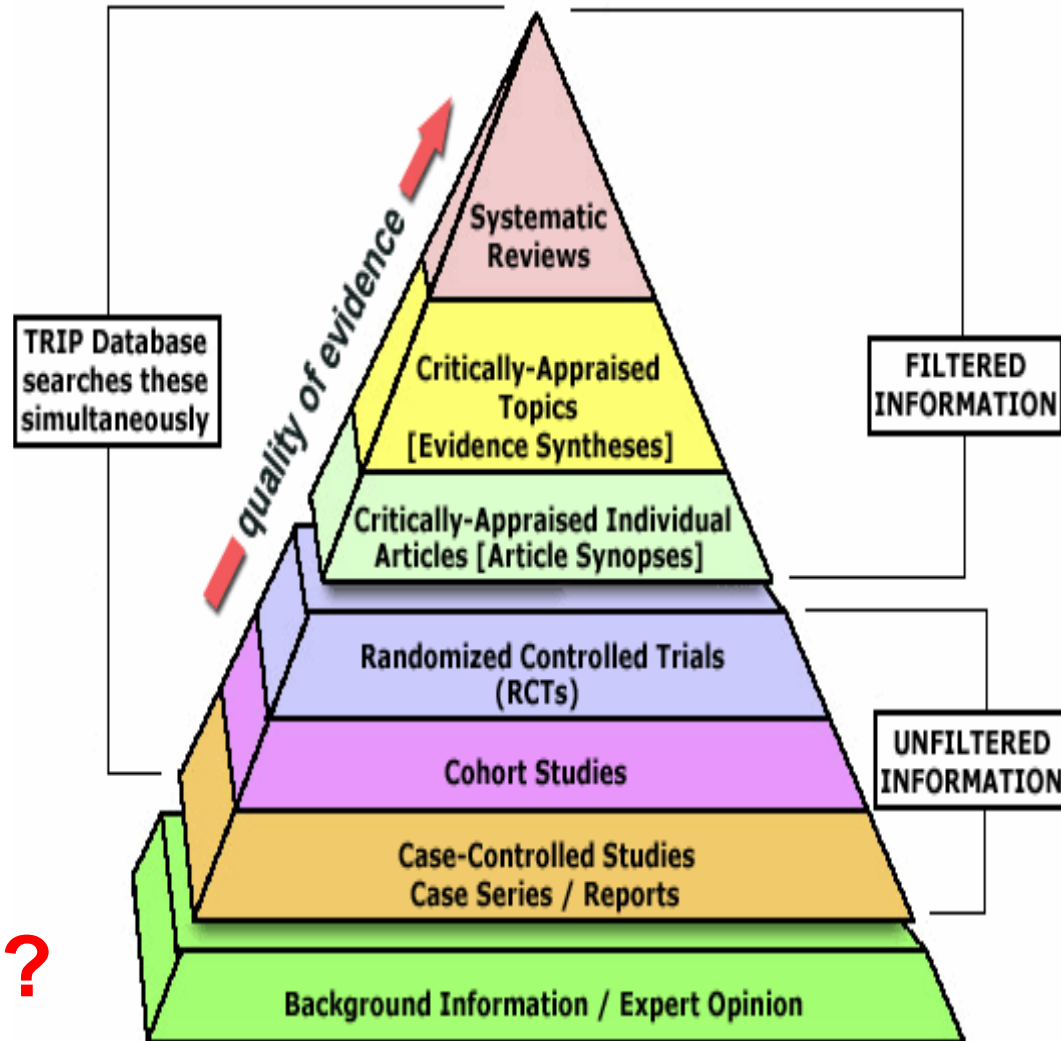 Systematic
Reviews
TRIP Database
searches these
simultaneously
quality of evidence
FILTERED
INFORMATION
Critically-Appraised
Topics
[Evidence Syntheses]
Critically-Appraised Individual
Articles [Article Synopses]
Randomized Controlled Trials
(RCTs)
UNFILTERED
INFORMATION
Cohort Studies
Case-Controlled Studies
Case Series / Reports
?
Background Information / Expert Opinion